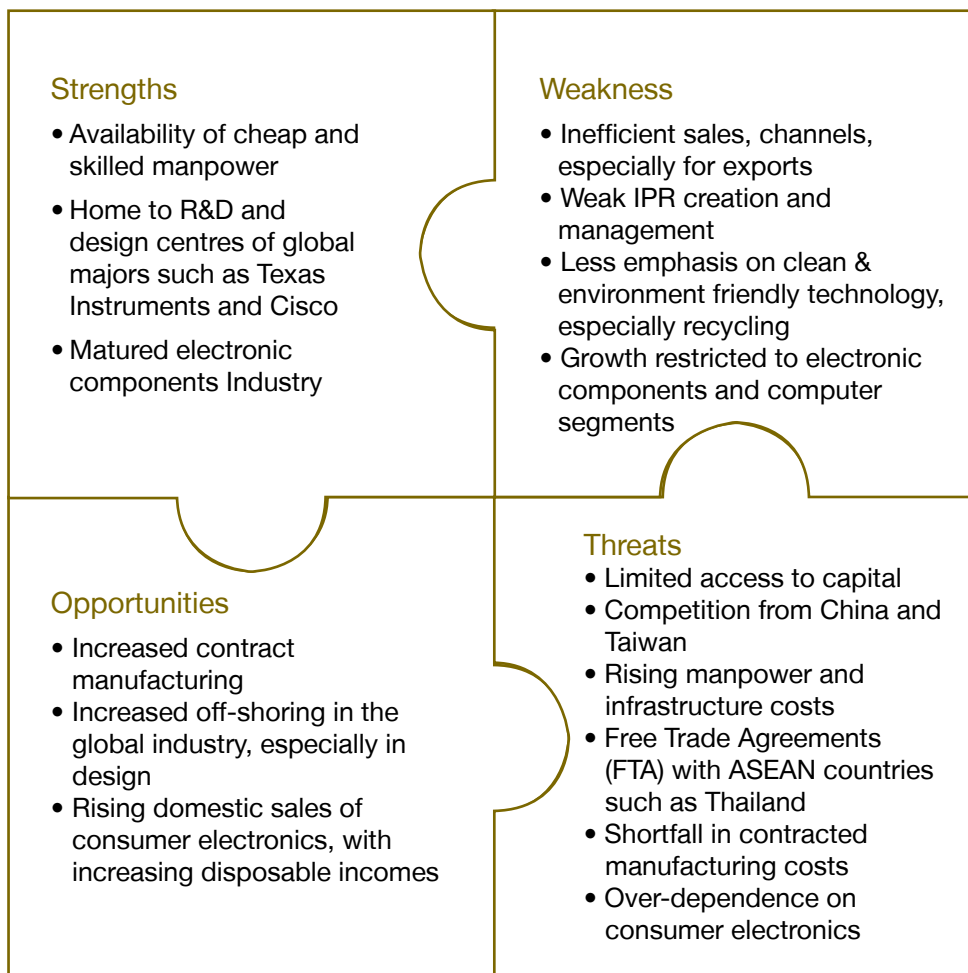 Strengths
• Availability of cheap and
skilled manpower
• Home to R&D and
design centres of global
majors such as Texas
Instruments and Cisco
• Matured electronic
components Industry
Weakness
• Inefficient sales, channels,
especially for exports
• Weak IPR creation and
management
• Less emphasis on clean &
environment friendly technology,
especially recycling
• Growth restricted to electronic
components and computer
segments
Opportunities
• Increased contract
manufacturing
• Increased off-shoring in the
global industry, especially in
design
• Rising domestic sales of
consumer electronics, with
increasing disposable incomes
Threats
• Limited access to capital
• Competition from China and
Taiwan
• Rising manpower and
infrastructure costs
• Free Trade Agreements
(FTA) with ASEAN countries
such as Thailand
• Shortfall in contracted
manufacturing costs
• Over-dependence on
consumer electronics